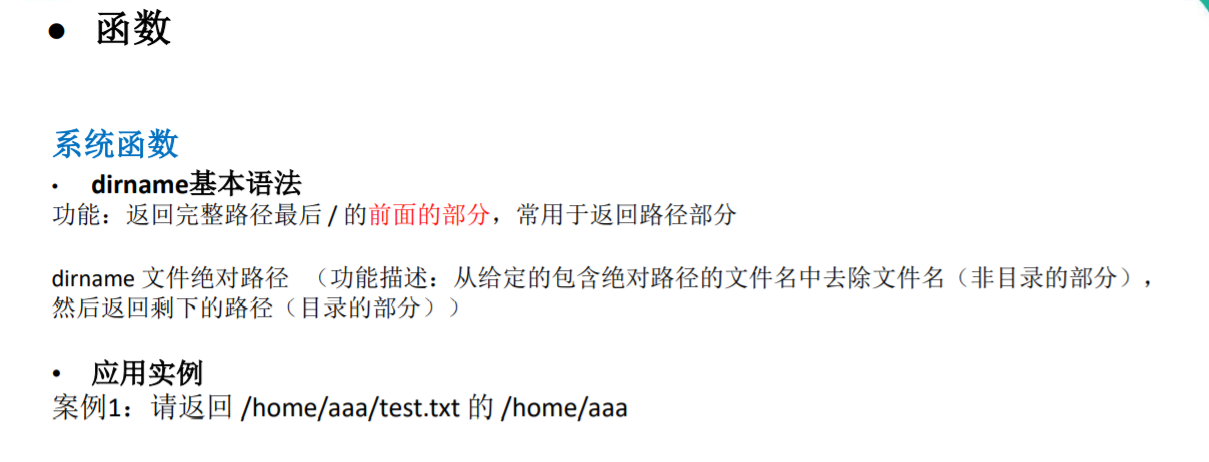 ● 函数
系统函数
• dirname基本语法
功能：返回完整路径最后 / 的前面的部分，常用于返回路径部分
dirname 文件绝对路径 （功能描述：从给定的包含绝对路径的文件名中去除文件名（非目录的部分），
然后返回剩下的路径（目录的部分））
• 应用实例
案例1：请返回 /home/aaa/test.txt 的 /home/aaa